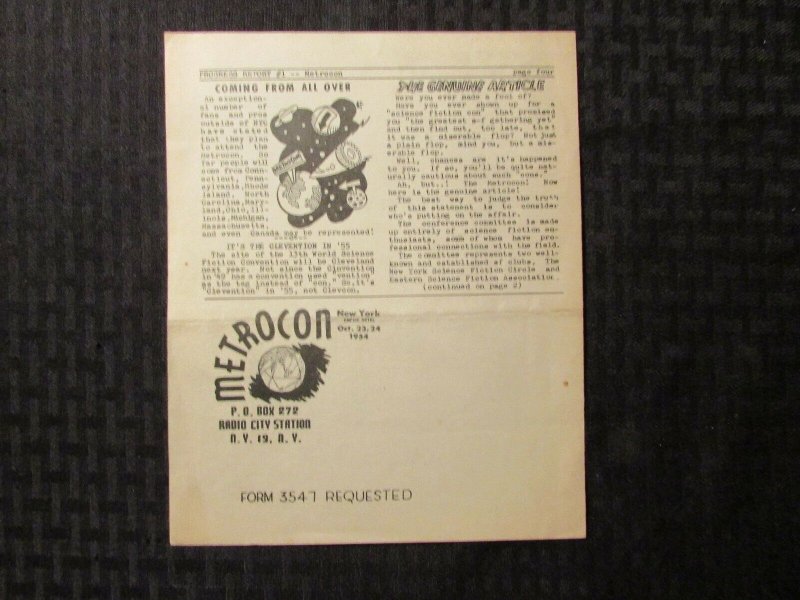 PROGRESS REPORT #1 -- Metrocon page four
COMING FROM ALL OVER
An exception-
al number of
fans and pros
outside of NYC
have stated
that they plan
to attend the
Metrocon. So
far people will
come from Conn-
ecticut, Penn-
sylvania, Rhode
Island, North
Carolina, Mary-
land, Ohio, Ill-
inois, Michigan,
Massachusetts,
and even Canada may be represented!
IT'S THE CLEVENTION IN '55
The site of the 13th World Science
Fiction Convention will be Cleveland
next year. Not since the Cinvention
in '49 has a convention used "vention"
as the tag instead of "con." So, it's
"Clevention" in '55, not Clevcon.
THE GENUINE ARTICLE
Were you ever made a fool of?
Have you ever showed up for a
"science fiction con" that promised
you "the greatest s-f gathering yet"
and then find out, too late, that
it was a miserable flop? Not just
a plain flop, mind you, but a mis-
erable flop.
Well, chances are it's happened
to you. If so, you'll be quite nat-
urally cautious about such "cons."
Ah, but..! The Metrocon! Now
here is the genuine article!
The best way to judge the truth
of this statement is to consider
who's putting on the affair.
The conference committee is made
up entirely of science fiction en-
thusiasts, some of whom have pro-
fessional connections with the field.
The committee represents two well-
known and established sf clubs, The
New York Science Fiction Circle and
Eastern Science Fiction Association.
(continued on page 2)
METROCON
New York
Oct. 23, 24
1954
P. O. BOX 272
RADIO CITY STATION
N. Y. 19, N. Y.
FORM 3547 REQUESTED